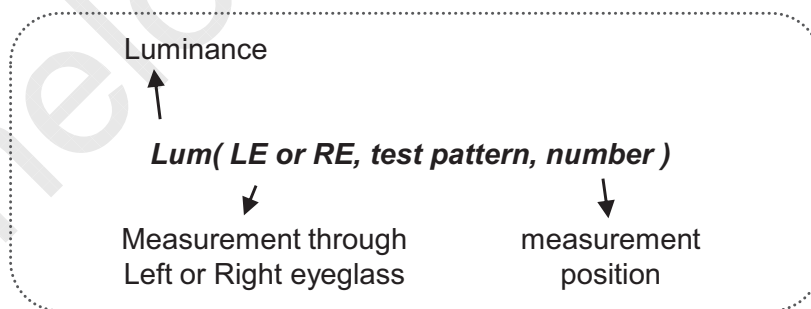 Luminance
Lum( LE or RE, test pattern, number )
Measurement through
Left or Right eyeglass
measurement
position